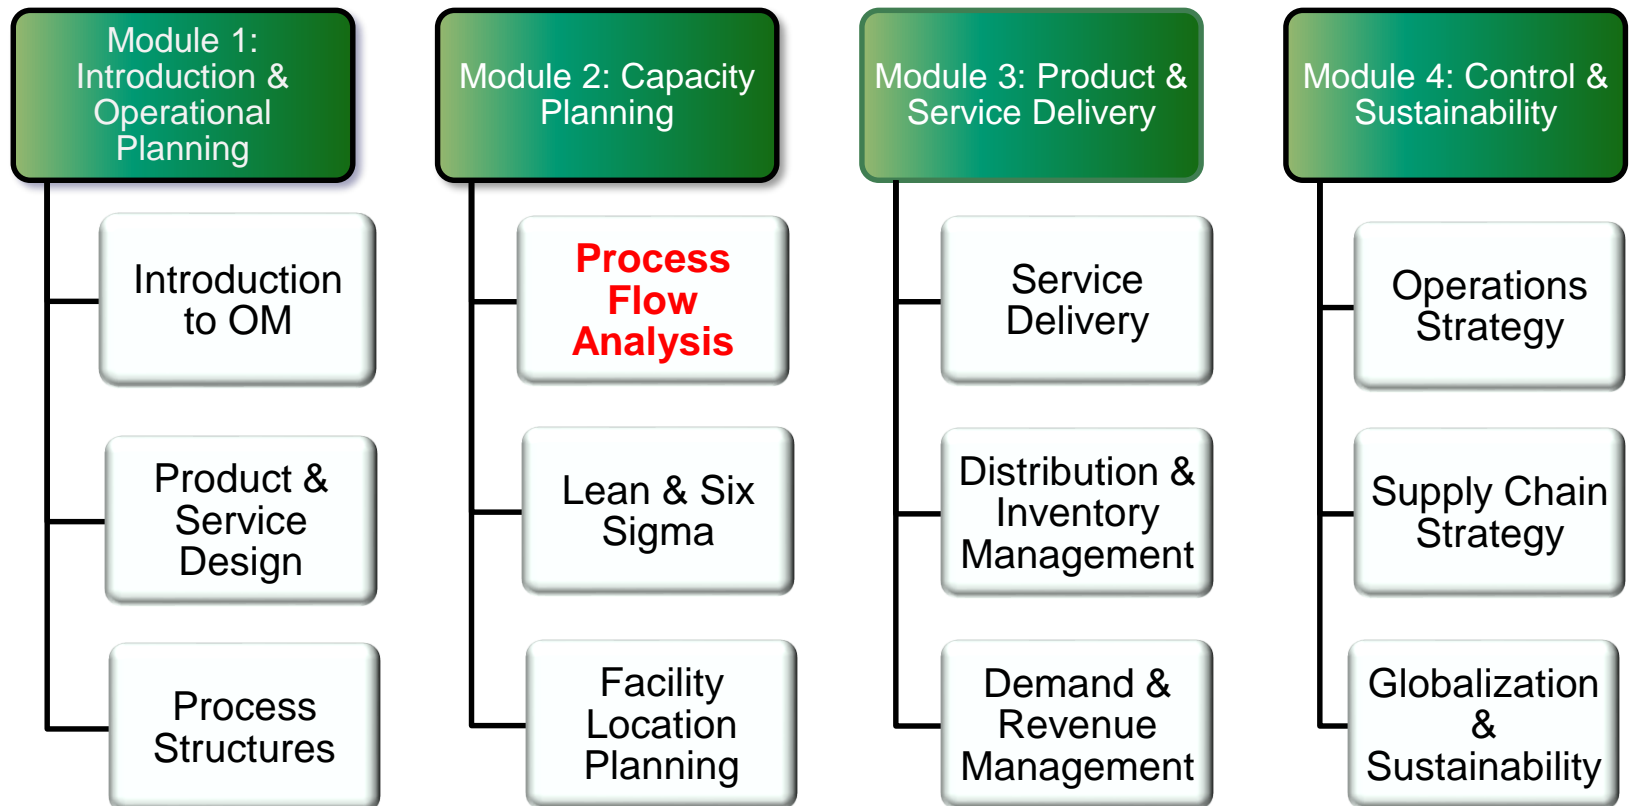 Module 1:
Introduction &
Operational
Planning
Introduction
to OM
Product &
Service
Design
Process
Structures
Module 2: Capacity
Planning
Process
Flow
Analysis
Lean & Six
Sigma
Facility
Location
Planning
Module 3: Product &
Service Delivery
Service
Delivery
Distribution &
Inventory
Management
Demand &
Revenue
Management
Module 4: Control &
Sustainability
Operations
Strategy
Supply Chain
Strategy
Globalization
&
Sustainability